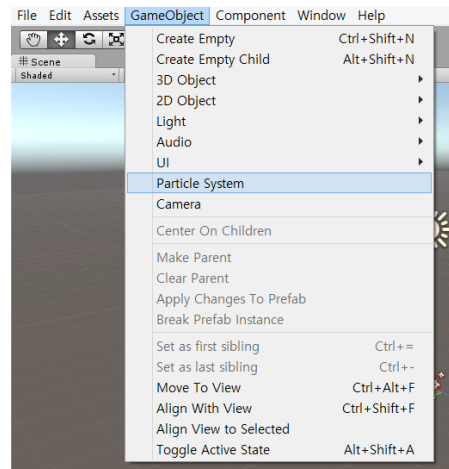 File Edit Assets GameObject Component Window Help
# Scene
Shaded
Create Empty Ctrl+Shift+N
Create Empty Child Alt+Shift+N
3D Object
2D Object
Light
Audio
UI
Particle System
Camera
Center On Children
Make Parent
Clear Parent
Apply Changes To Prefab
Break Prefab Instance
Set as first sibling Ctrl+=
Set as last sibling Ctrl+-
Move To View Ctrl+Alt+F
Align With View Ctrl+Shift+F
Align View to Selected
Toggle Active State Alt+Shift+A